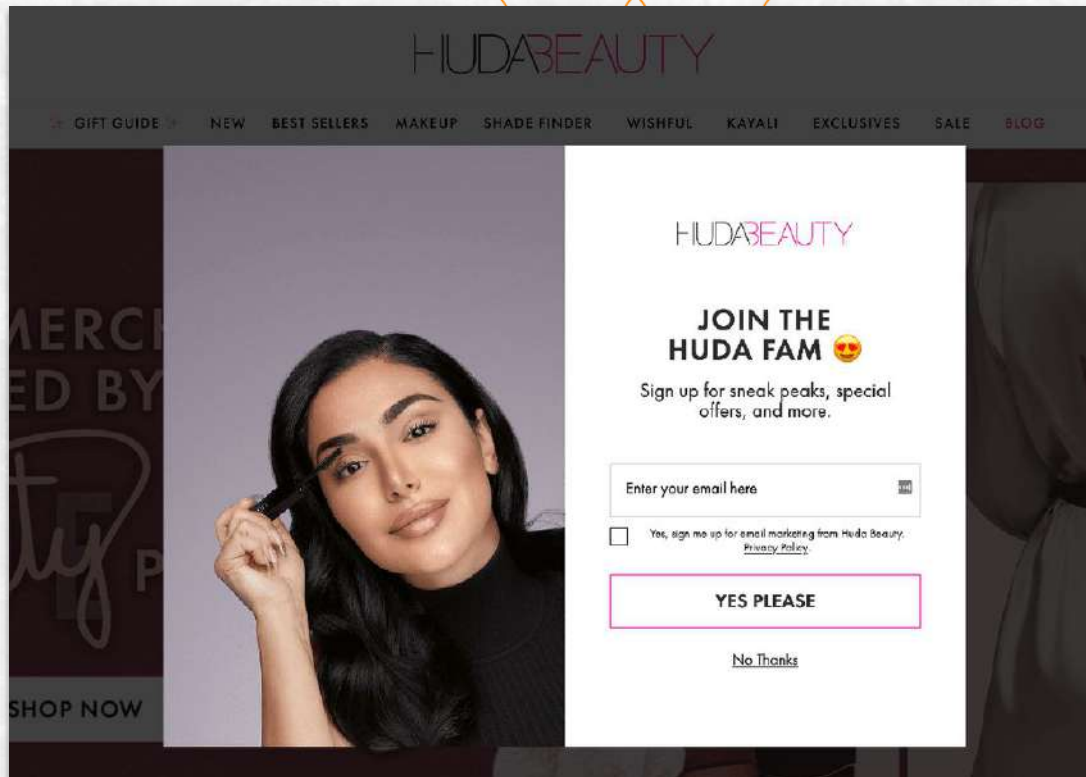 HUDABEAUTY
GIFT GUIDE NEW BEST SELLERS MAKEUP SHADE FINDER WISHFUL KAYALI EXCLUSIVES SALE BLOG
HUDABEAUTY
JOIN THE
HUDA FAM 😍
Sign up for sneak peaks, special
offers, and more.
Enter your email here
Yes, sign me up for email marketing from Huda Beauty.
Privacy Policy.
YES PLEASE
No Thanks
ED BY
SHOP NOW